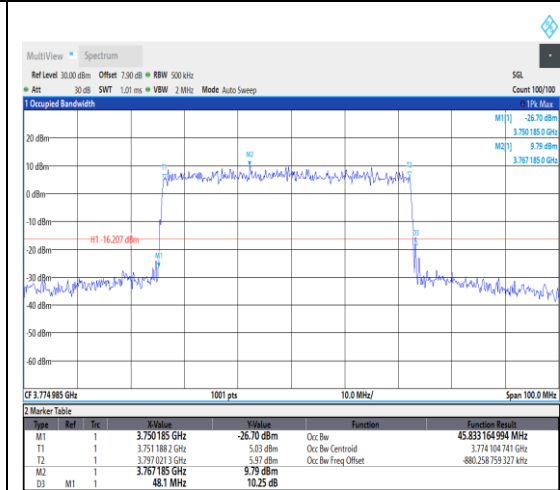 MultiView Spectrum
Ref Level 30.00 dBm Offset 7.90 dB RBW 500 kHz SGL
Att 30 dB SWT 1.01 ms VBW 2 MHz Mode Auto Sweep Count 100/100
1 Occupied Bandwidth 1Pk Max
M1[1] -26.70 dBm
3.750 185 0 GHz
M2[1] 9.79 dBm
3.767 185 0 GHz
20 dBm
M2
10 dBm
0 dBm
-10 dBm
H1 -16.207 dBm
-20 dBm
M1
-30 dBm
-40 dBm
-50 dBm
-60 dBm
CF 3.774 985 GHz 1001 pts 10.0 MHz/ Span 100.0 MHz
2 Marker Table
Type Ref Trc X-Value Y-Value Function Function Result
M1 1 3.750 185 GHz -26.70 dBm Occ Bw 45.833 164 994 MHz
T1 1 3.751 188 2 GHz 5.03 dBm Occ Bw Centroid 3.774 104 741 GHz
T2 1 3.797 021 3 GHz 5.97 dBm Occ Bw Freq Offset -880.258 759 327 kHz
M2 1 3.767 185 GHz 9.79 dBm
D3 M1 1 48.1 MHz 10.25 dB